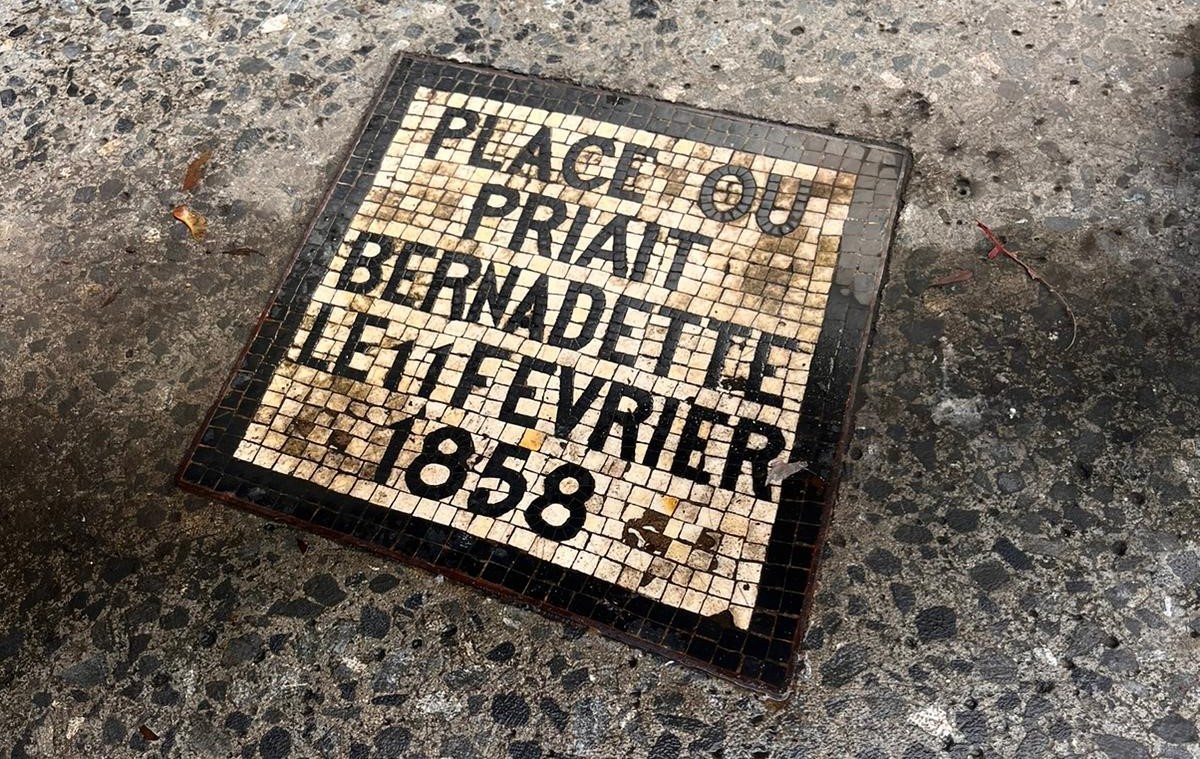 PLACE OU
PRIAIT
BERNADETTE
LE 11 FEVRIER
1858